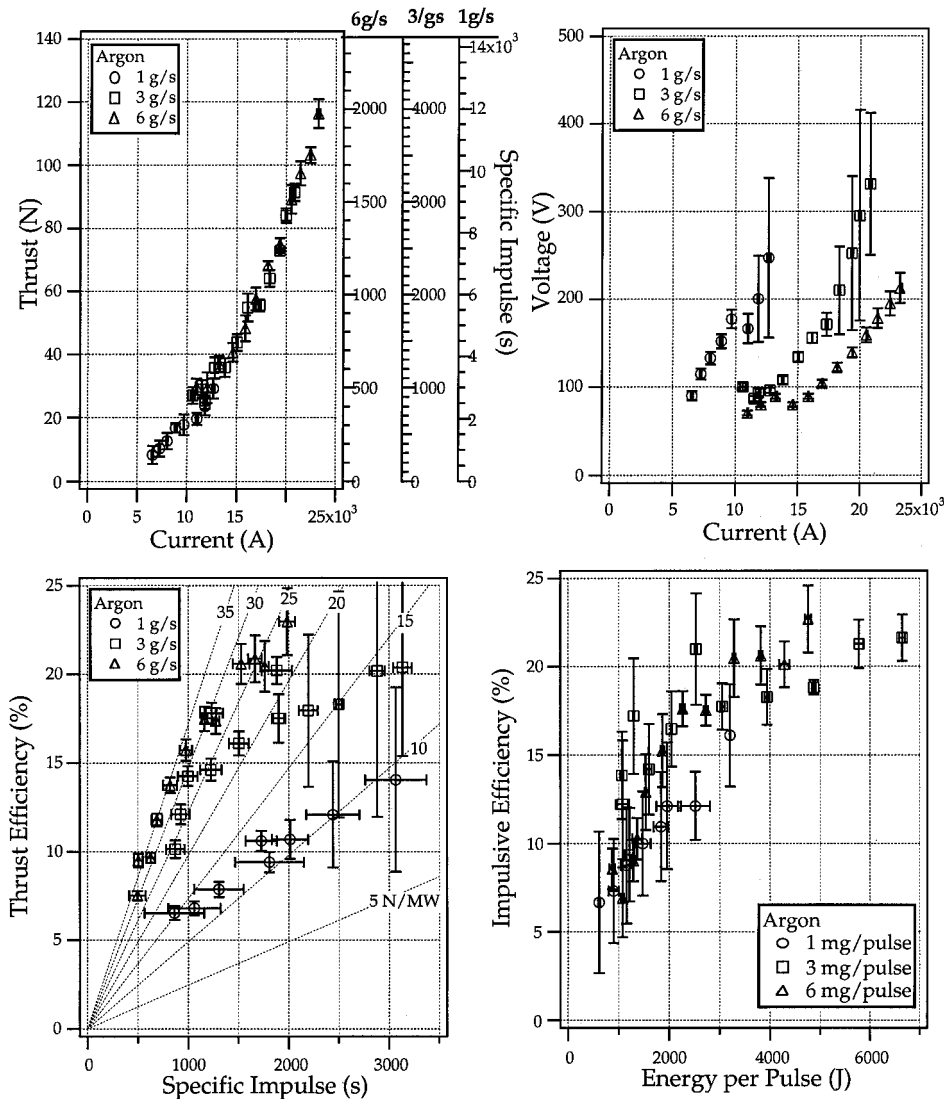 6g/s 3/gs 1g/s
140
120
100
80
60
40
20
0
Thrust (N)
Argon
1 g/s
3 g/s
6 g/s
2000
1500
1000
500
0
4000
3000
2000
1000
0
14x10³
12
10
8
6
4
2
0
Specific Impulse (s)
0 5 10 15 20 25x10³
Current (A)
500
400
300
200
100
0
Voltage (V)
Argon
1 g/s
3 g/s
6 g/s
0 5 10 15 20 25x10³
Current (A)
25
20
15
10
5
0
Thrust Efficiency (%)
Argon
1 g/s
3 g/s
6 g/s
35 30 25 20 15
10
5 N/MW
0 1000 2000 3000
Specific Impulse (s)
25
20
15
10
5
0
Impulsive Efficiency (%)
Argon
1 mg/pulse
3 mg/pulse
6 mg/pulse
0 2000 4000 6000
Energy per Pulse (J)